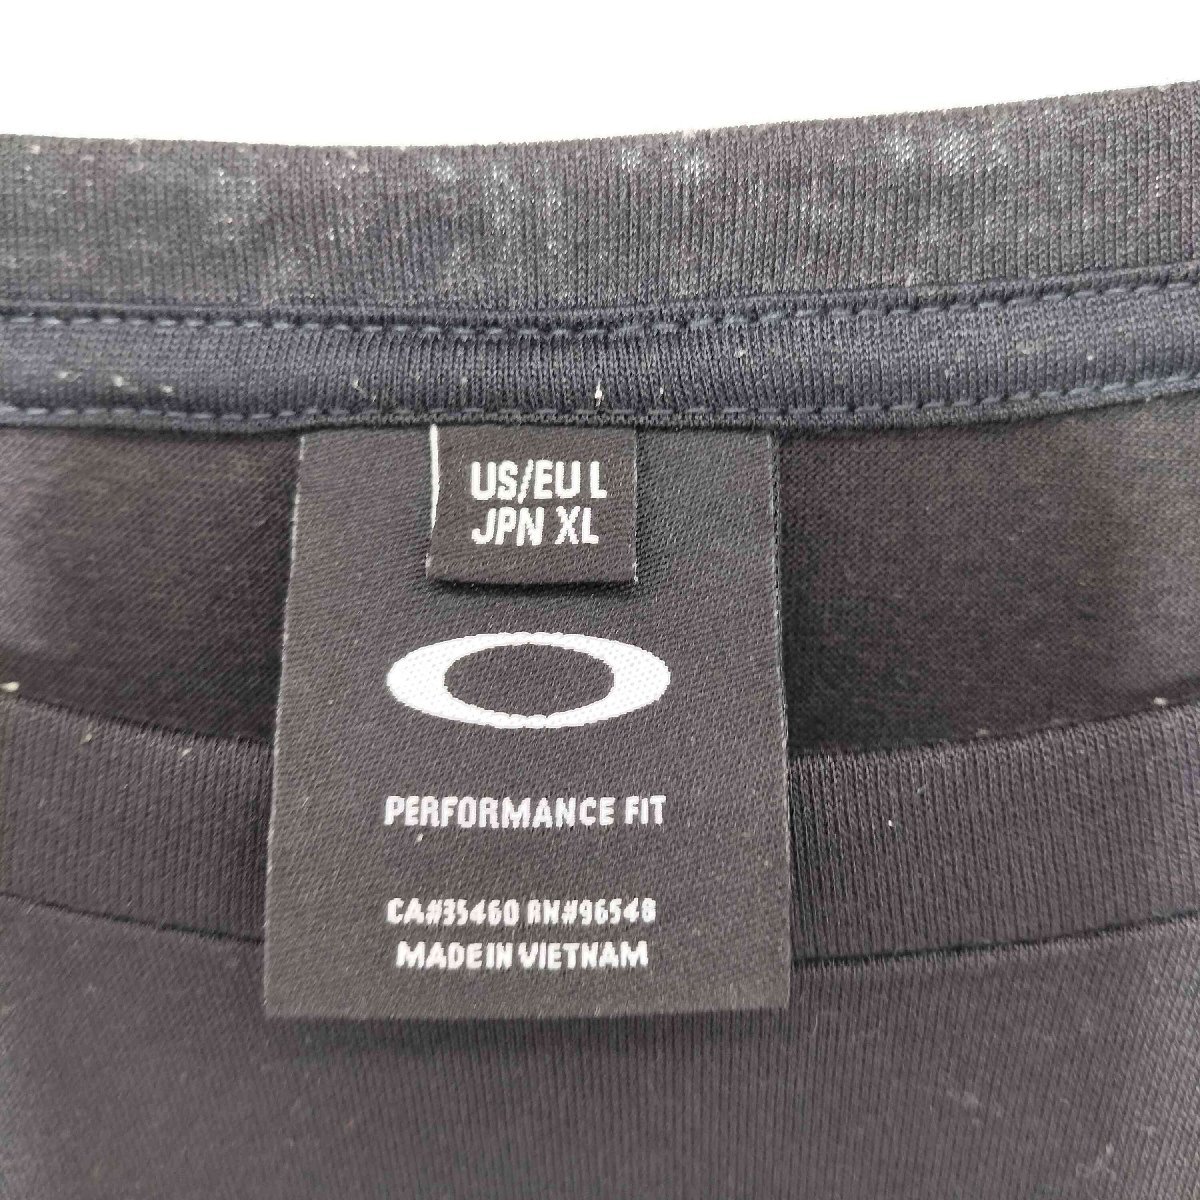 US/EU L
JPN XL
PERFORMANCE FIT
CA#35460 RN#96548
MADE IN VIETNAM